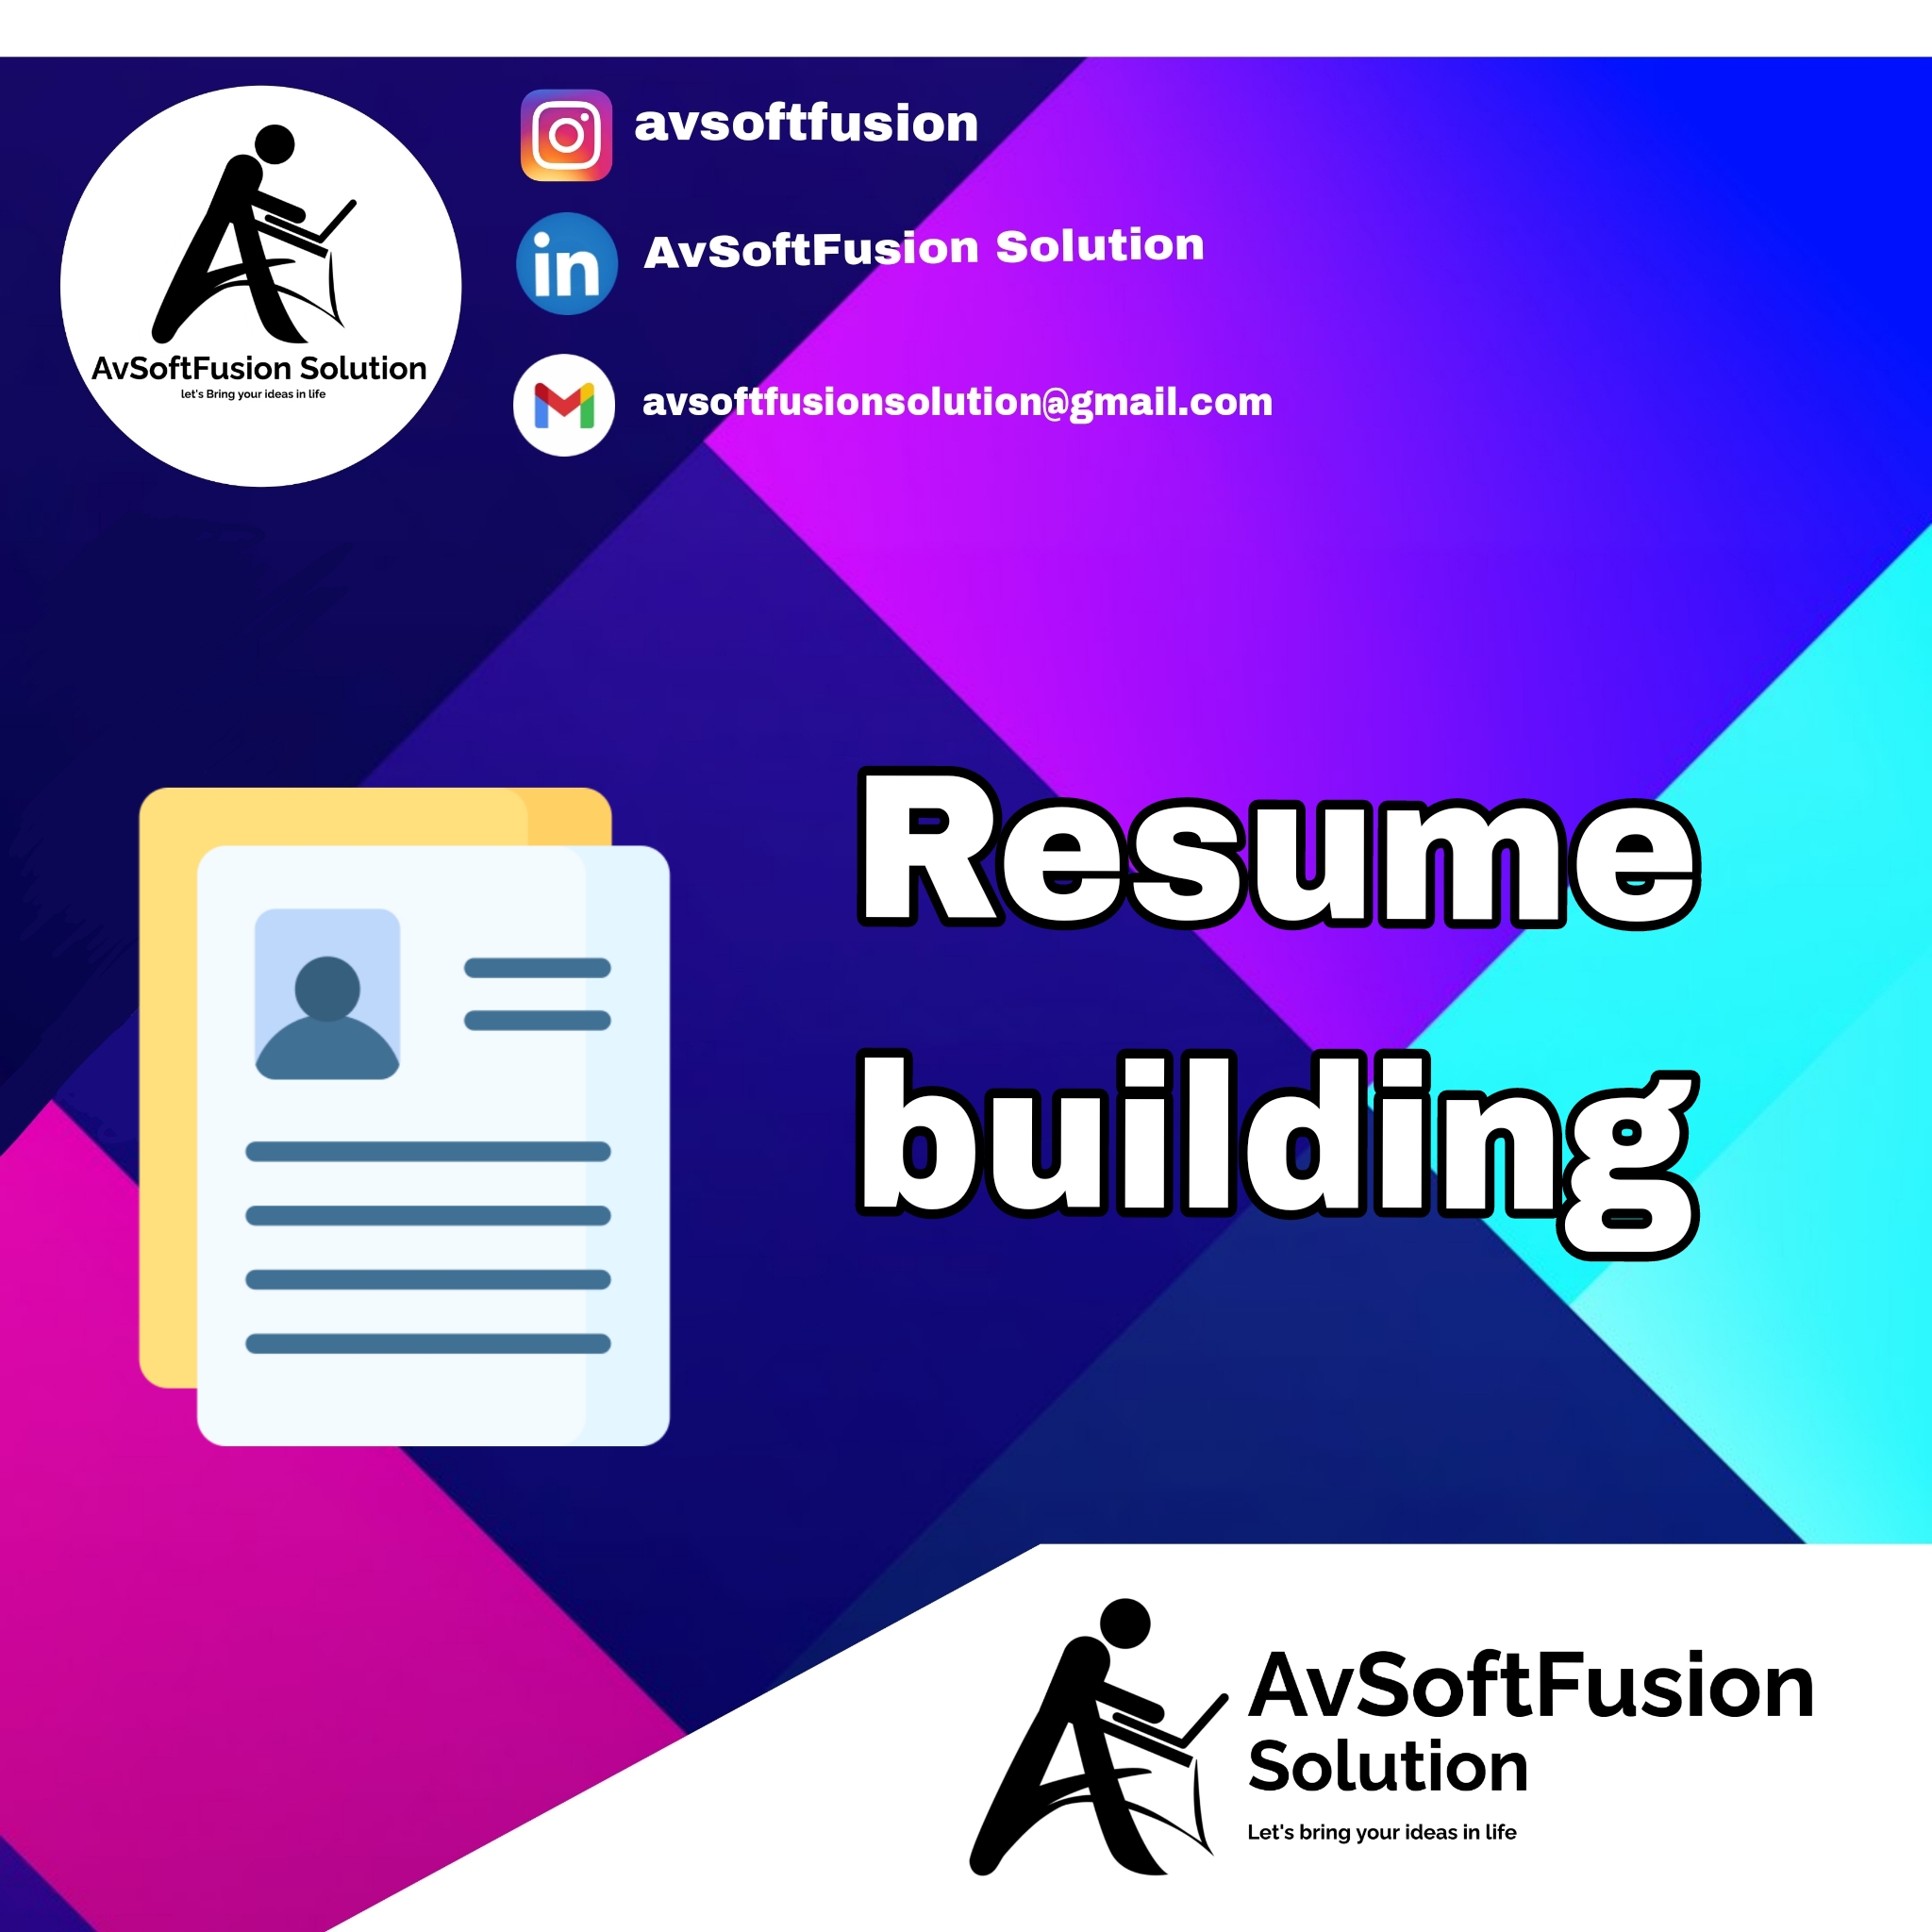 avsoftfusion
in
AvSoftFusion Solution
avsoftfusionsolution@gmail.com
AvSoftFusion Solution
let's Bring your ideas in life
Resume
building
AvSoftFusion
Solution
Let's bring your ideas in life